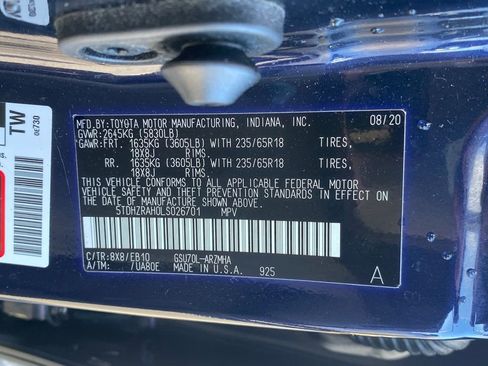 MFD.BY:TOYOTA MOTOR MANUFACTURING, INDIANA, INC. 08/20
GVWR:2645KG (5830LB)
GAWR:FRT. 1635KG (3605LB) WITH 235/65R18 TIRES,
18X8J RIMS.
RR. 1635KG (3605LB) WITH 235/65R18 TIRES,
18X8J RIMS.
THIS VEHICLE CONFORMS TO ALL APPLICABLE FEDERAL MOTOR
VEHICLE SAFETY AND THEFT PREVENTION STANDARDS IN
EFFECT ON THE DATE OF MANUFACTURE SHOWN ABOVE.
5TDHZRAH0LS026701 MPV
C/TR:8X8/EB10 GSU70L-ARZMHA
A/TM: /UA80E MADE IN U.S.A. 925 A
TW
0E730